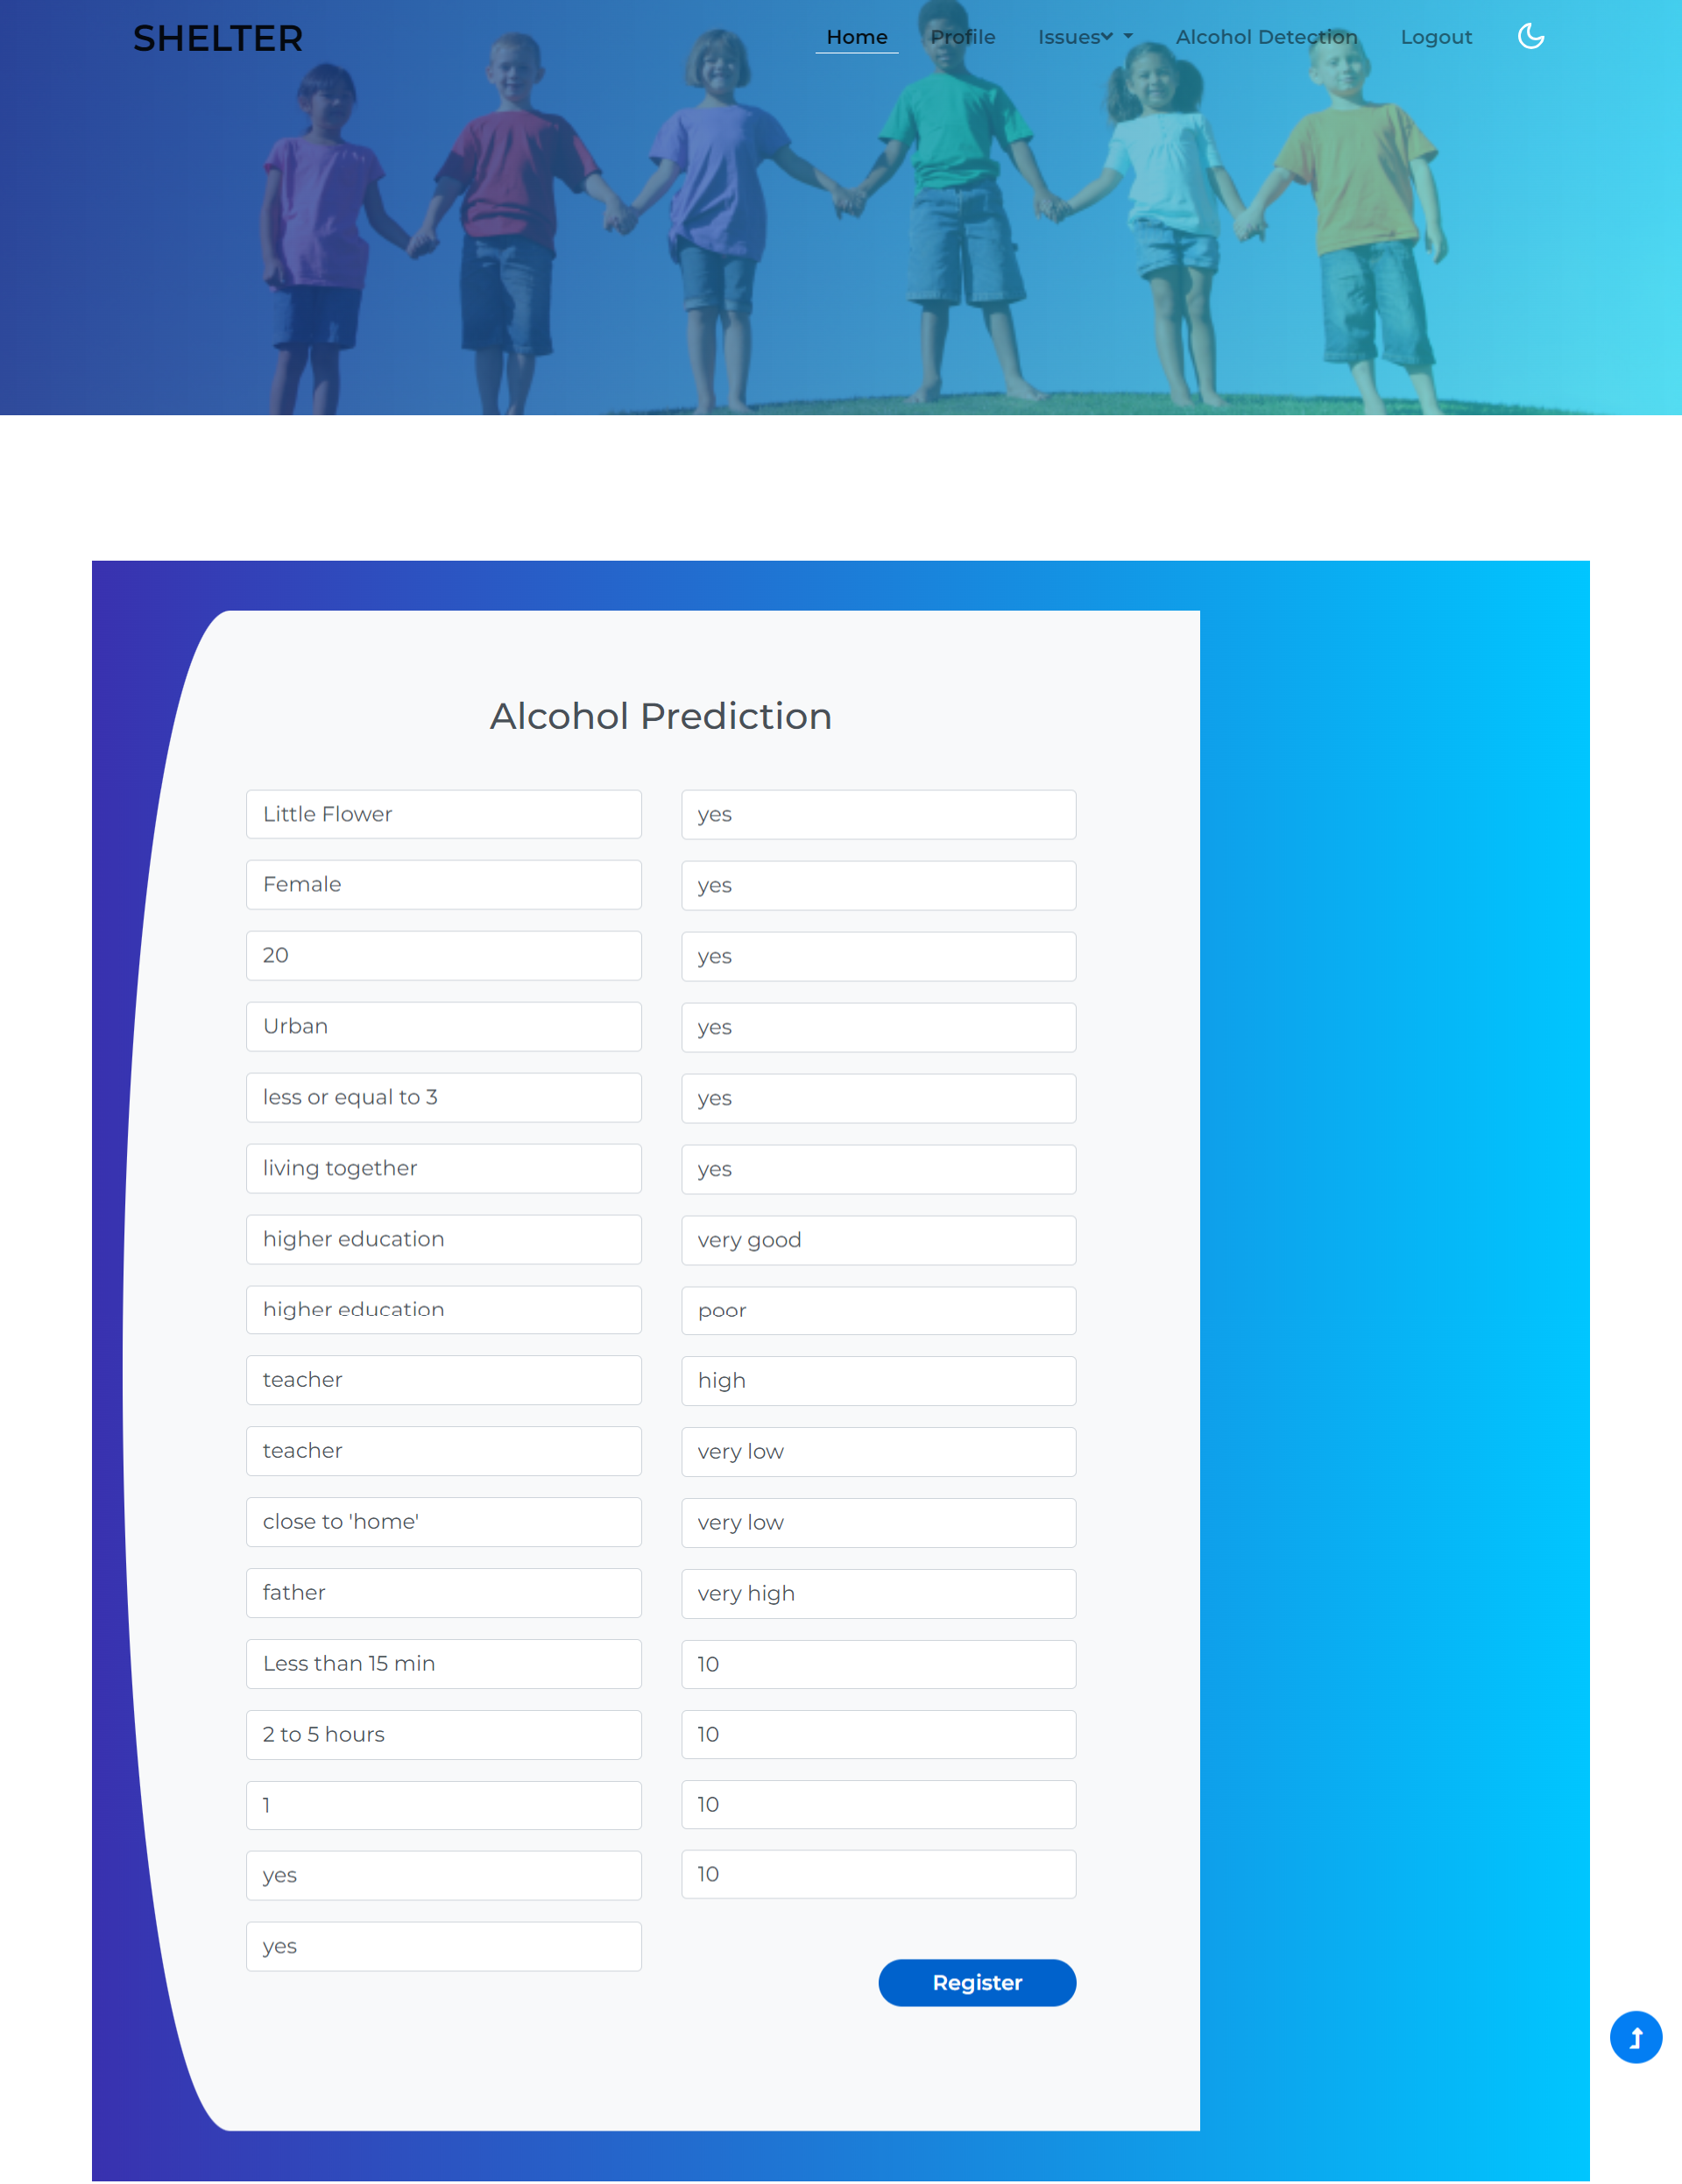 SHELTER
Home Profile Issues Alcohol Detection Logout
Alcohol Prediction
Little Flower
Female
20
Urban
less or equal to 3
living together
higher education
higher education
teacher
teacher
close to 'home'
father
Less than 15 min
2 to 5 hours
1
yes
yes
yes
yes
yes
yes
yes
yes
very good
poor
high
very low
very low
very high
10
10
10
10
Register